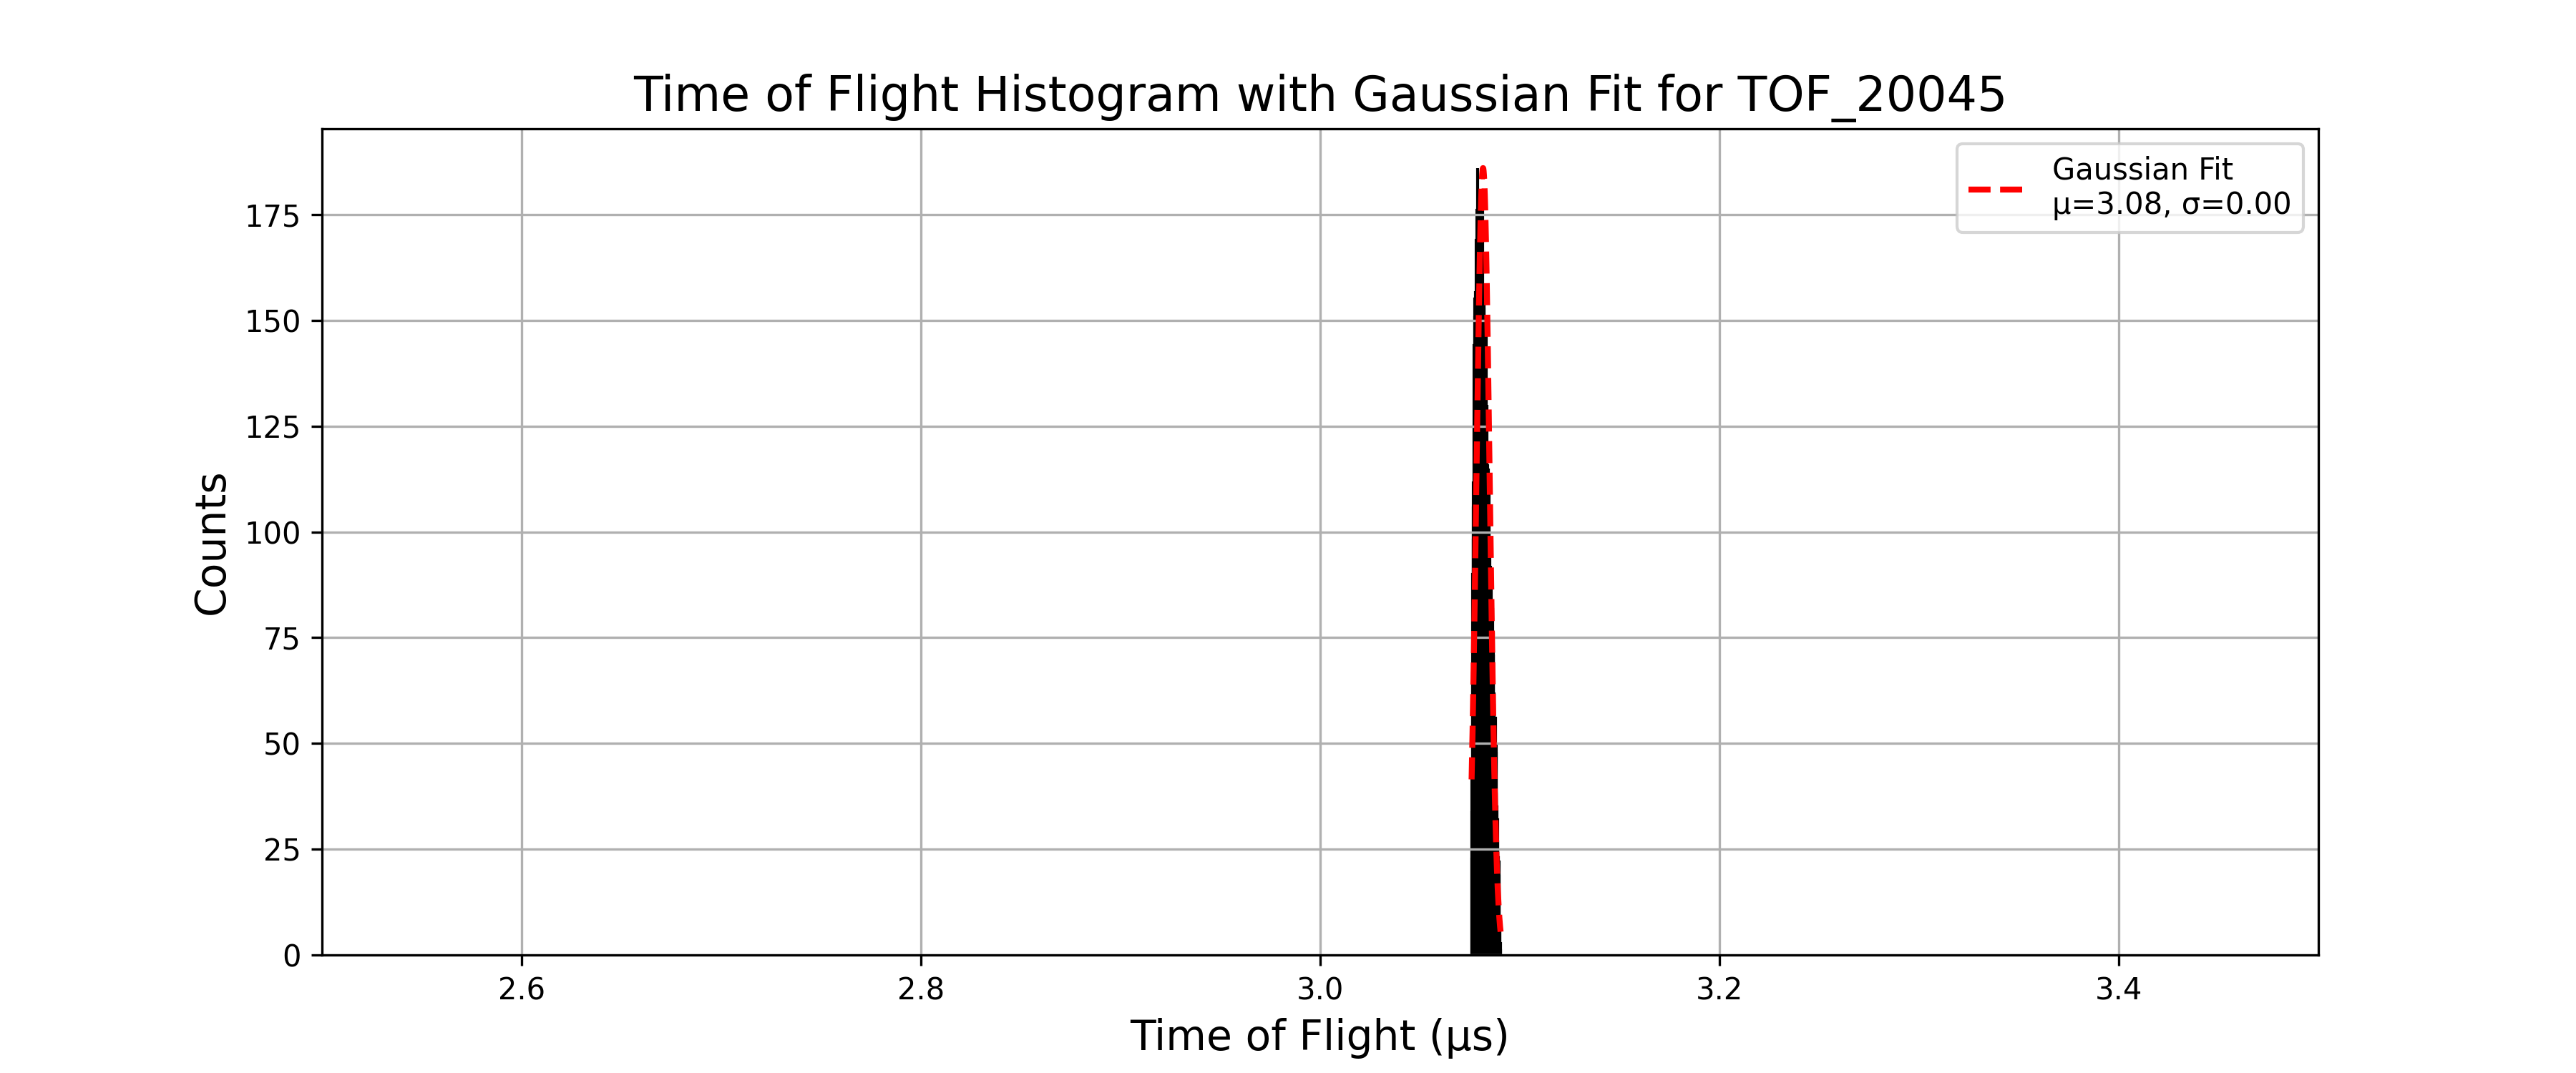 Time of Flight Histogram with Gaussian Fit for TOF_20045
Gaussian Fit
μ=3.08, σ=0.00
175
150
125
100
75
50
25
0
Counts
2.6
2.8
3.0
3.2
3.4
Time of Flight (μs)